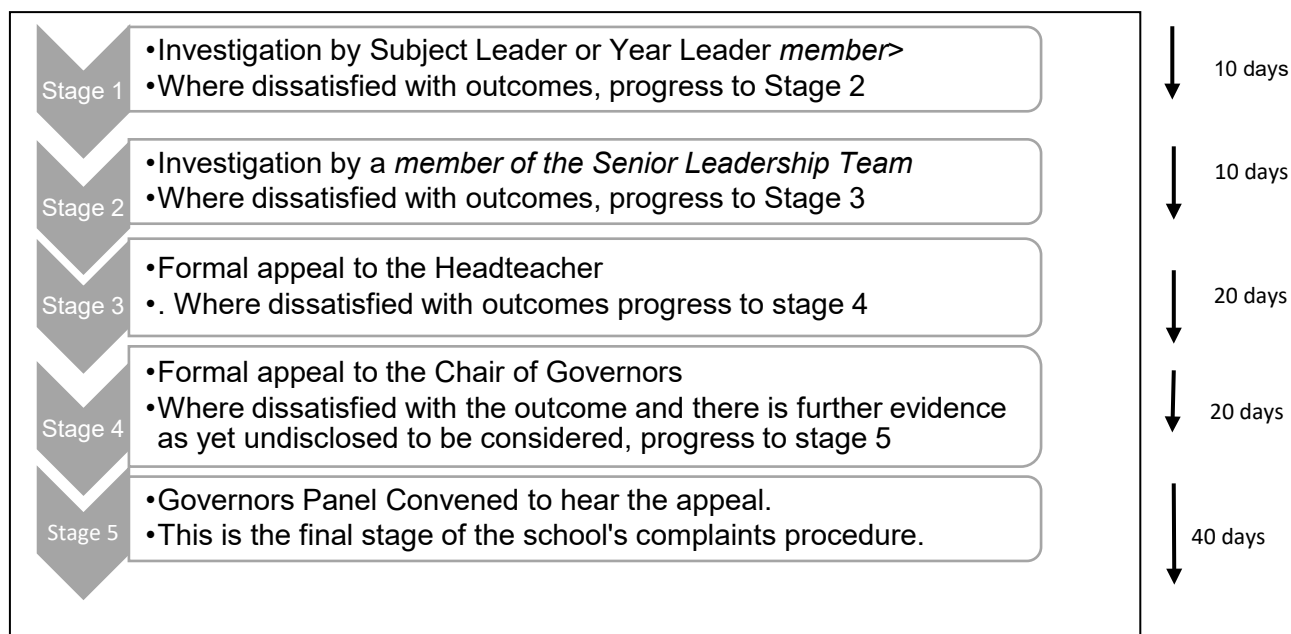 Stage 1
•Investigation by Subject Leader or Year Leader member>
•Where dissatisfied with outcomes, progress to Stage 2
10 days
Stage 2
•Investigation by a member of the Senior Leadership Team
•Where dissatisfied with outcomes, progress to Stage 3
10 days
Stage 3
•Formal appeal to the Headteacher
•. Where dissatisfied with outcomes progress to stage 4
20 days
Stage 4
•Formal appeal to the Chair of Governors
•Where dissatisfied with the outcome and there is further evidence
as yet undisclosed to be considered, progress to stage 5
20 days
Stage 5
•Governors Panel Convened to hear the appeal.
•This is the final stage of the school's complaints procedure.
40 days